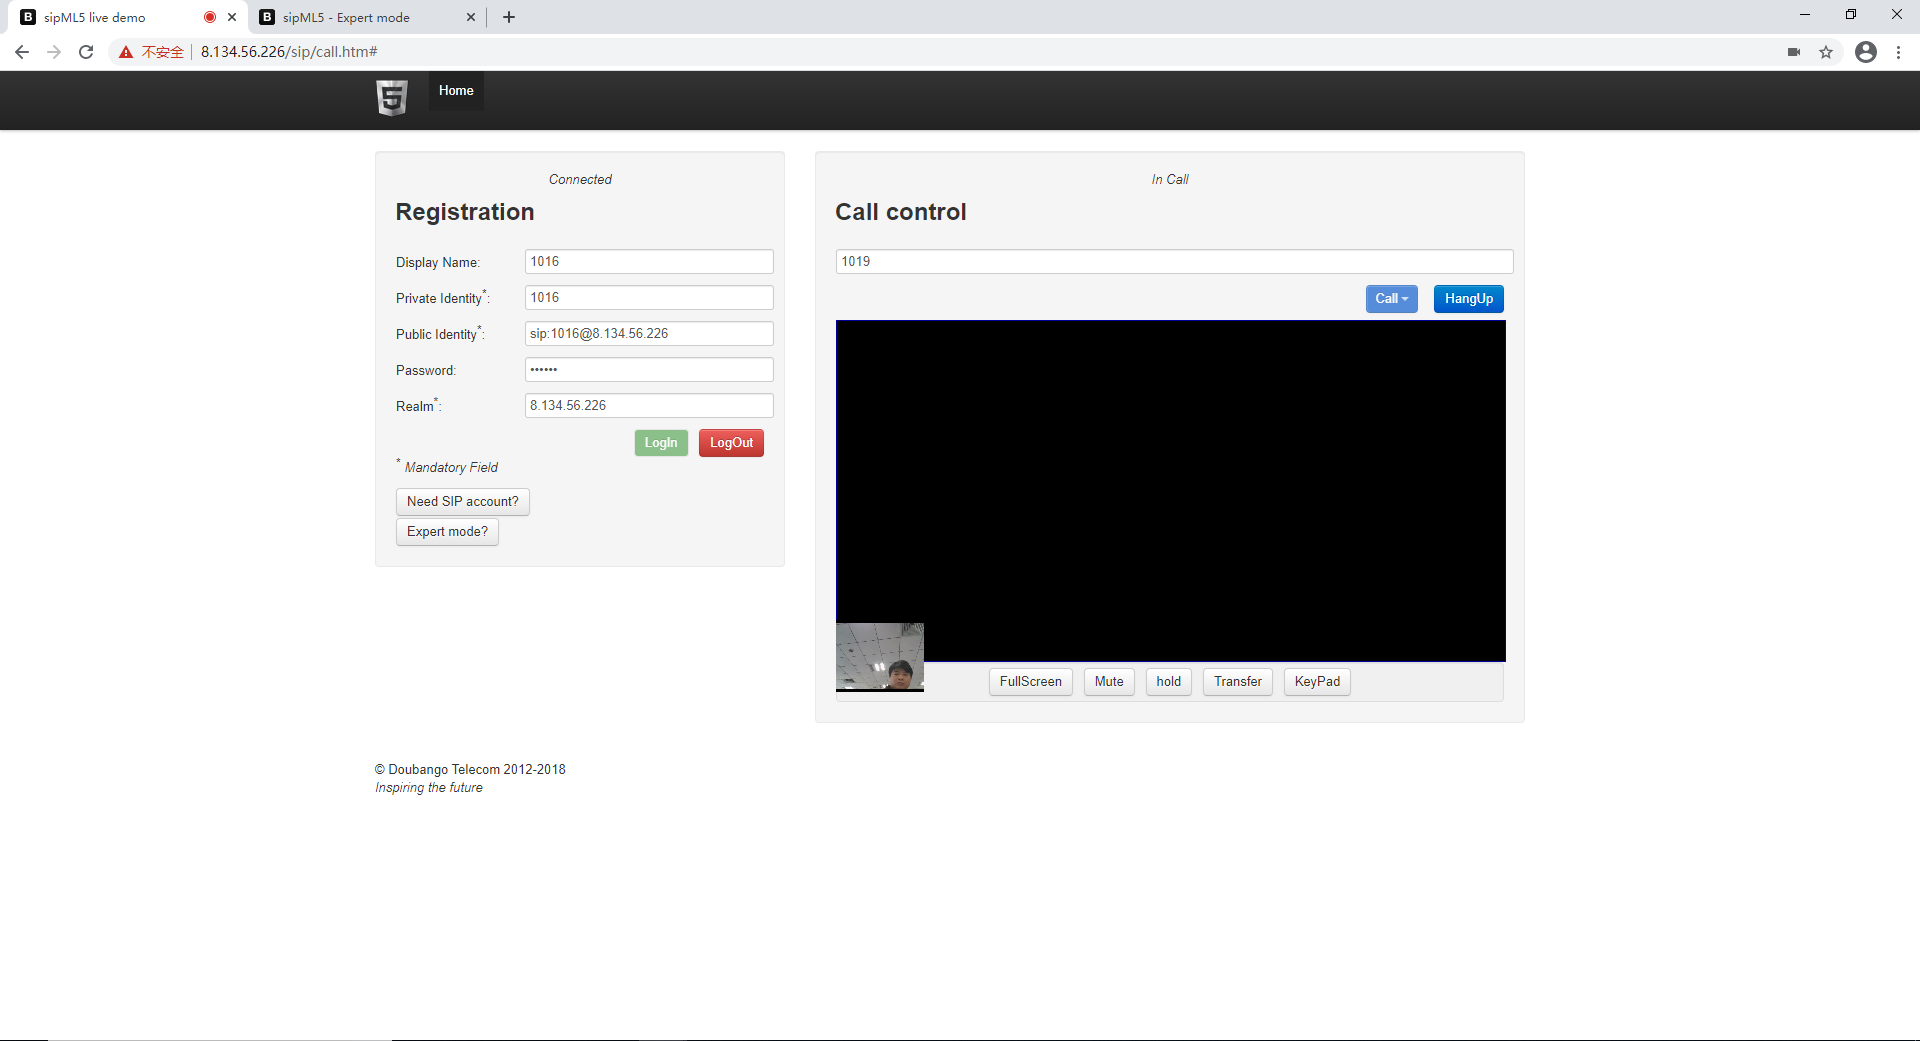 sipML5 live demo
sipML5 - Expert mode
不安全
8.134.56.226/sip/call.htm#
Home
Connected
Registration
Display Name:
1016
Private Identity*:
1016
Public Identity*:
sip:1016@8.134.56.226
Password:
••••••
Realm*:
8.134.56.226
LogIn
LogOut
* Mandatory Field
Need SIP account?
Expert mode?
In Call
Call control
1019
Call
HangUp
FullScreen
Mute
hold
Transfer
KeyPad
© Doubango Telecom 2012-2018
Inspiring the future